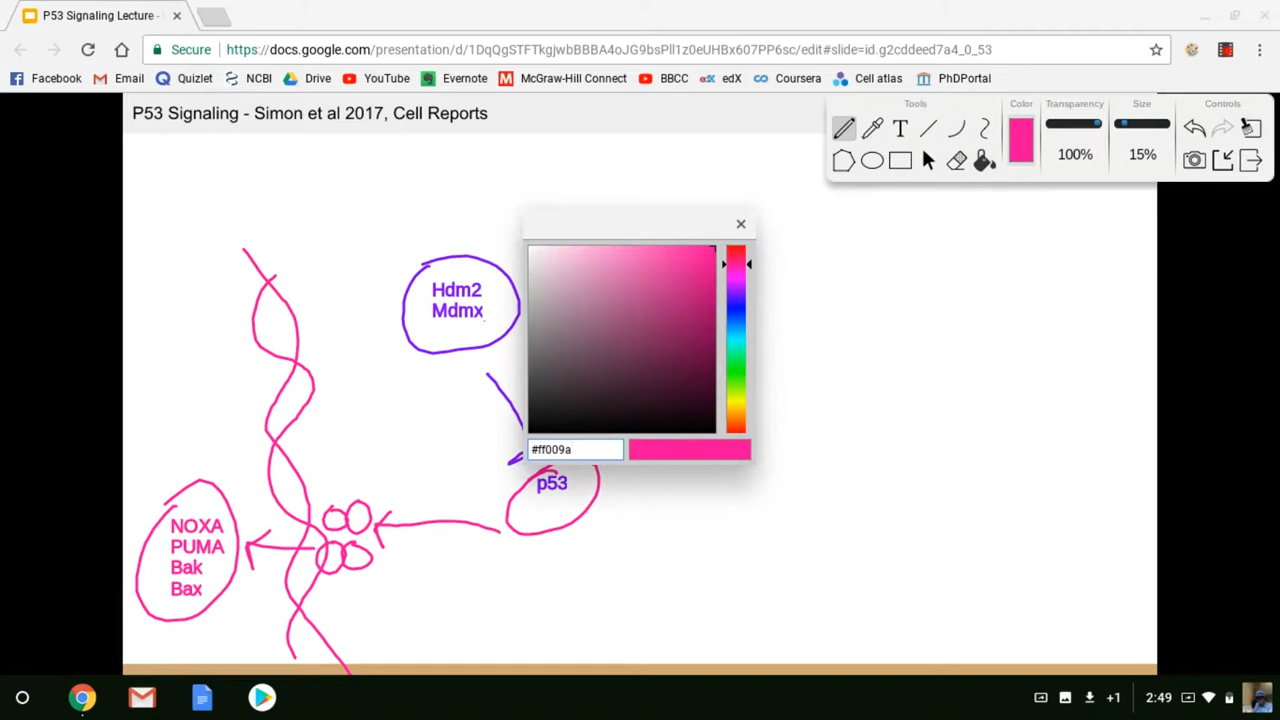 P53 Signaling Lecture -
Secure
https://docs.google.com/presentation/d/1DqQgSTFTkgjwbBBBA4oJG9bsPll1z0eUHBx607PP6sc/edit#slide=id.g2cddeed7a4_0_53
Facebook Email Quizlet NCBI Drive YouTube Evernote McGraw-Hill Connect BBCC edX Coursera Cell atlas PhDPortal
P53 Signaling - Simon et al 2017, Cell Reports
Tools Color Transparency Size Controls
T
100% 15%
Hdm2
Mdmx
#ff009a
p53
NOXA
PUMA
Bak
Bax
+1 2:49